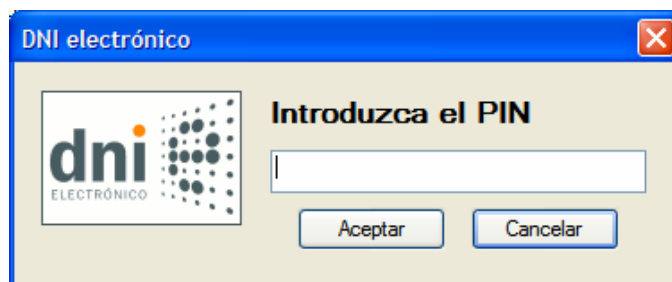 DNI electrónico
Introduzca el PIN
dni
ELECTRÓNICO
Aceptar Cancelar